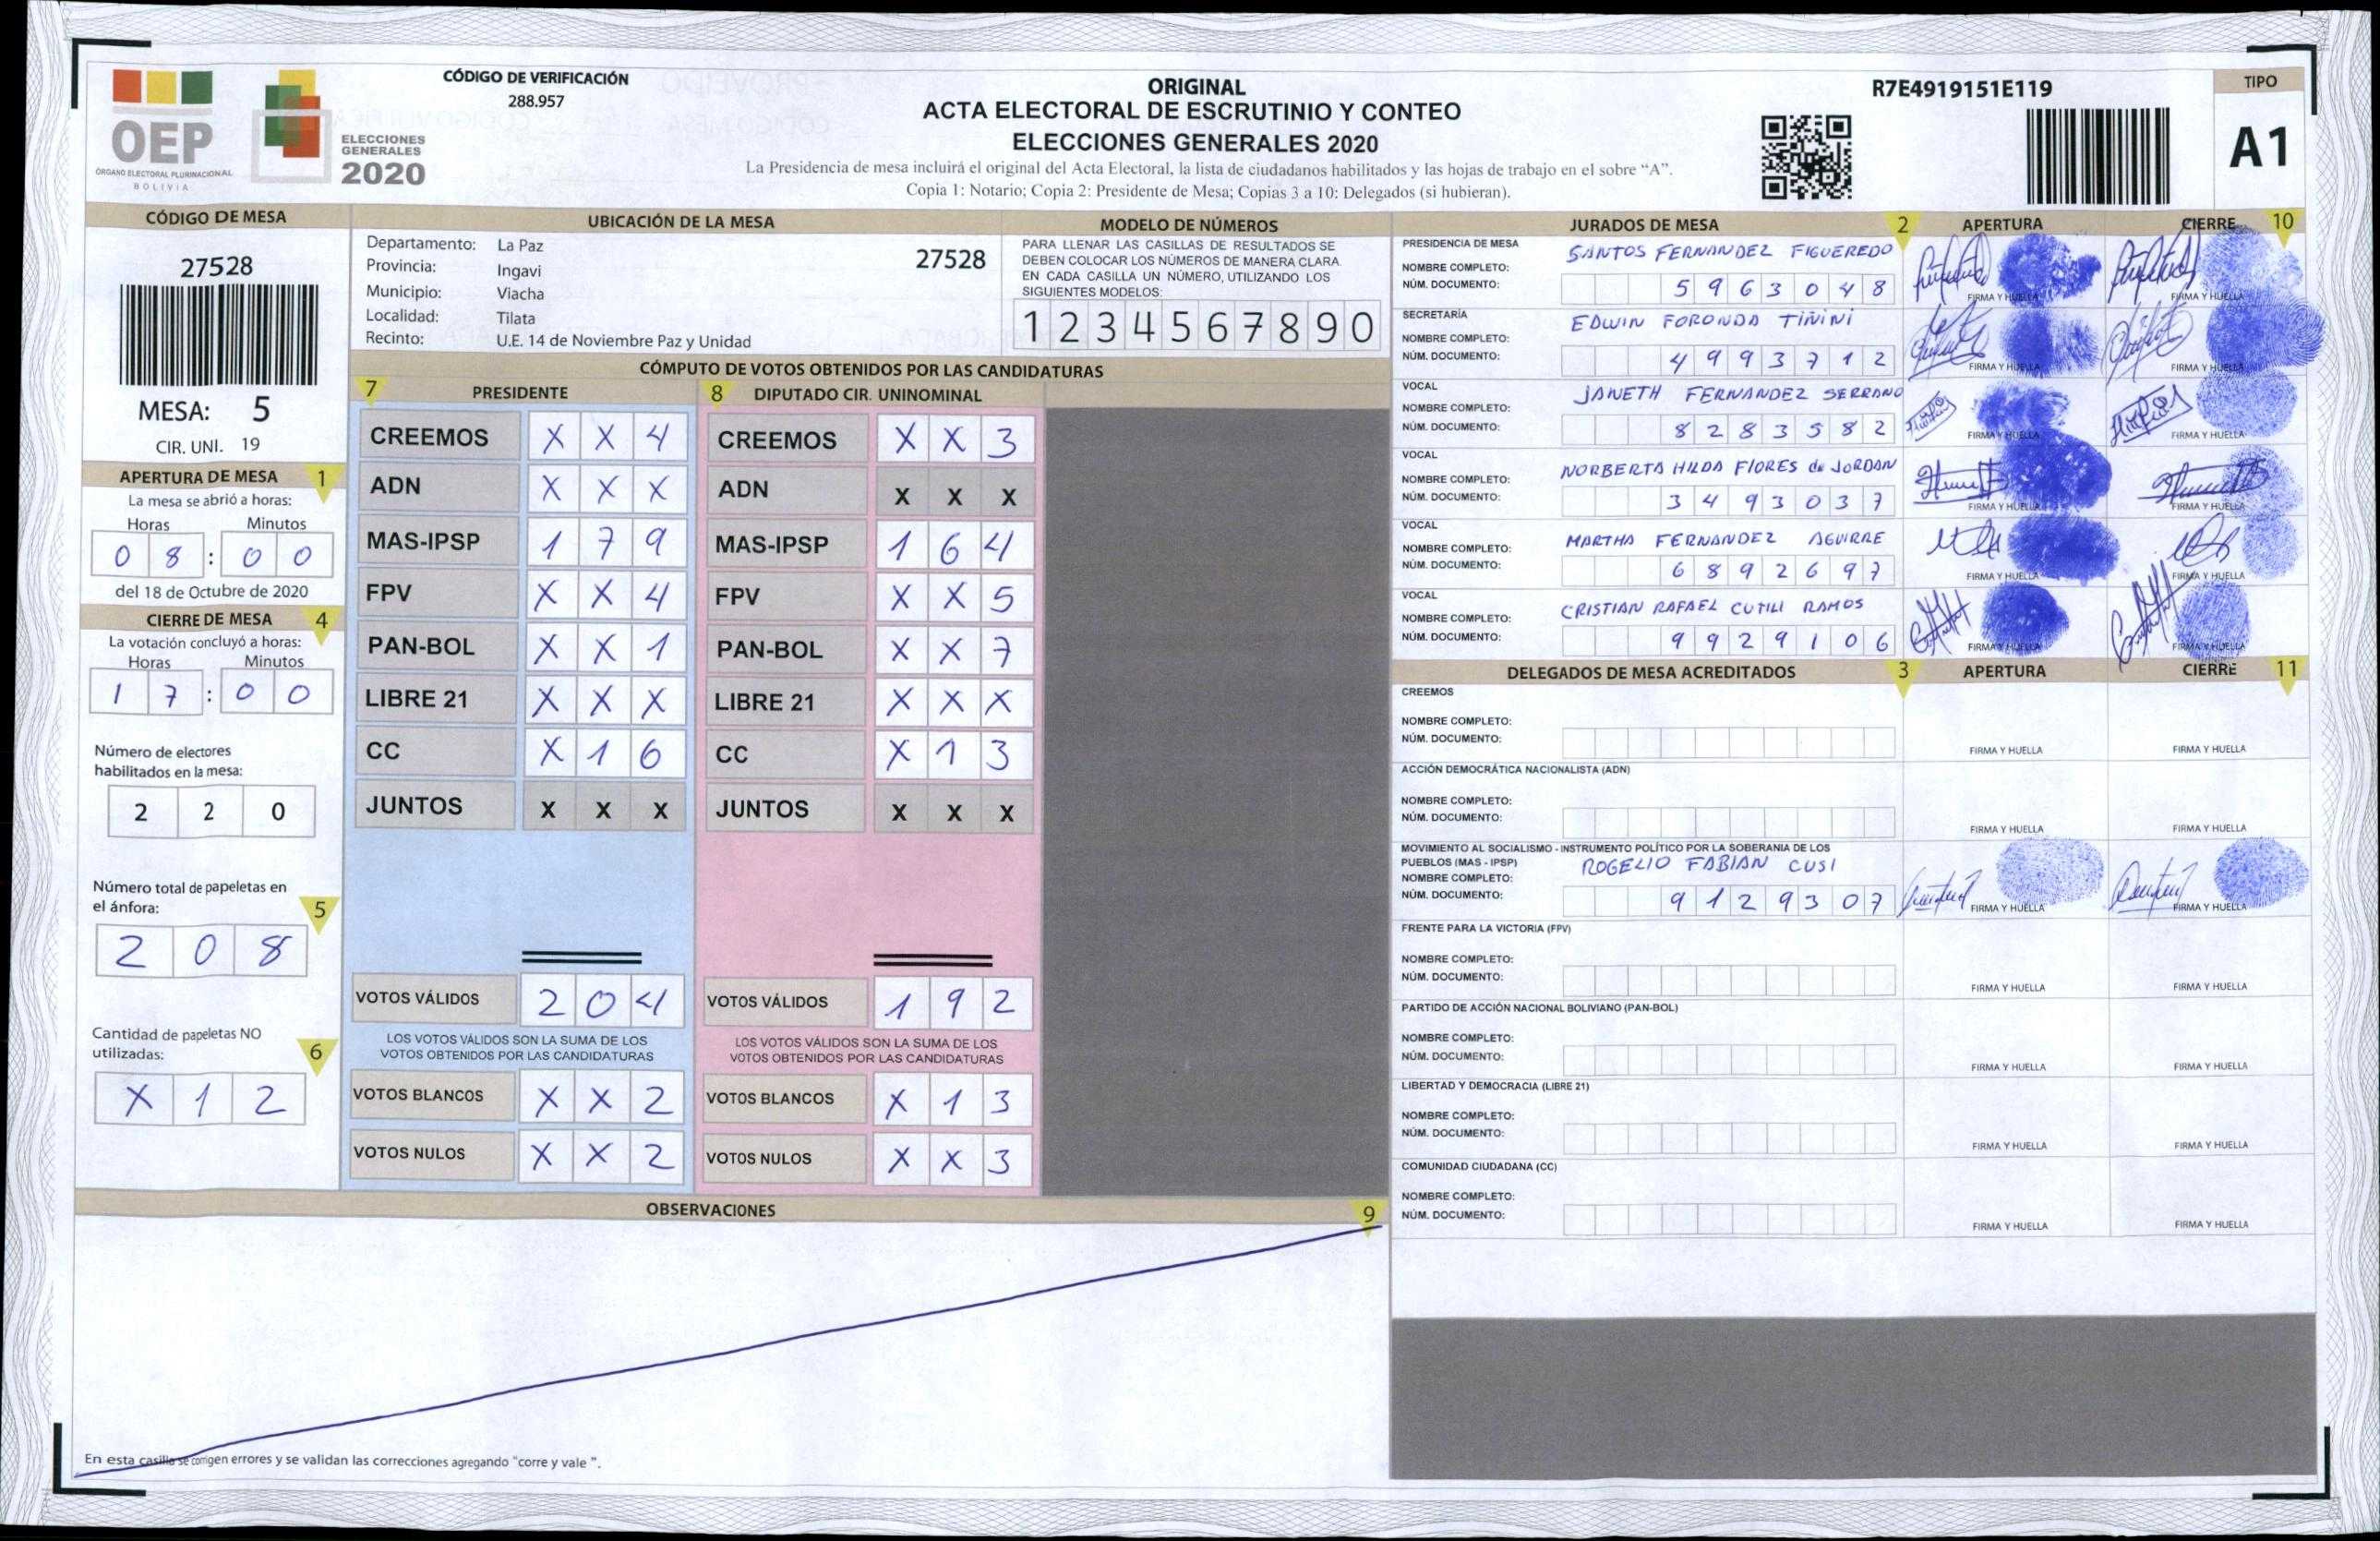 OEP
ÓRGANO ELECTORAL PLURINACIONAL
BOLIVIA
ELECCIONES
GENERALES
2020
CÓDIGO DE VERIFICACIÓN
288.957
ORIGINAL
ACTA ELECTORAL DE ESCRUTINIO Y CONTEO
ELECCIONES GENERALES 2020
La Presidencia de mesa incluirá el original del Acta Electoral, la lista de ciudadanos habilitados y las hojas de trabajo en el sobre “A”.
Copia 1: Notario; Copia 2: Presidente de Mesa; Copias 3 a 10: Delegados (si hubieran).
R7E4919151E119
TIPO
A1
CÓDIGO DE MESA
27528
MESA: 5
CIR. UNI. 19
APERTURA DE MESA 1
La mesa se abrió a horas:
Horas Minutos
0 8 : 0 0
del 18 de Octubre de 2020
CIERRE DE MESA 4
La votación concluyó a horas:
Horas Minutos
1 7 : 0 0
Número de electores
habilitados en la mesa:
2 2 0
Número total de papeletas en
el ánfora: 5
2 0 8
Cantidad de papeletas NO
utilizadas: 6
X 1 2
UBICACIÓN DE LA MESA
Departamento: La Paz
27528
Provincia: Ingavi
Municipio: Viacha
Localidad: Tilata
Recinto: U.E. 14 de Noviembre Paz y Unidad
MODELO DE NÚMEROS
PARA LLENAR LAS CASILLAS DE RESULTADOS SE
DEBEN COLOCAR LOS NÚMEROS DE MANERA CLARA.
EN CADA CASILLA UN NÚMERO, UTILIZANDO LOS
SIGUIENTES MODELOS:
1 2 3 4 5 6 7 8 9 0
CÓMPUTO DE VOTOS OBTENIDOS POR LAS CANDIDATURAS
7 PRESIDENTE
CREEMOS X X 4
ADN X X X
MAS-IPSP 1 7 9
FPV X X 4
PAN-BOL X X 1
LIBRE 21 X X X
CC X 1 6
JUNTOS X X X
VOTOS VÁLIDOS 2 0 4
LOS VOTOS VÁLIDOS SON LA SUMA DE LOS
VOTOS OBTENIDOS POR LAS CANDIDATURAS
VOTOS BLANCOS X X 2
VOTOS NULOS X X 2
8 DIPUTADO CIR. UNINOMINAL
CREEMOS X X 3
ADN X X X
MAS-IPSP 1 6 4
FPV X X 5
PAN-BOL X X 7
LIBRE 21 X X X
CC X 1 3
JUNTOS X X X
VOTOS VÁLIDOS 1 9 2
LOS VOTOS VÁLIDOS SON LA SUMA DE LOS
VOTOS OBTENIDOS POR LAS CANDIDATURAS
VOTOS BLANCOS X 1 3
VOTOS NULOS X X 3
OBSERVACIONES 9
En esta casilla se corrigen errores y se validan las correcciones agregando "corre y vale ".
JURADOS DE MESA 2 APERTURA CIERRE 10
PRESIDENCIA DE MESA
NOMBRE COMPLETO: SANTOS FERNANDEZ FIGUEREDO
NÚM. DOCUMENTO: 5 9 6 3 0 4 8
FIRMA Y HUELLA FIRMA Y HUELLA
SECRETARÍA
NOMBRE COMPLETO: EDWIN FORONDA TIÑINI
NÚM. DOCUMENTO: 4 9 9 3 7 1 2
FIRMA Y HUELLA FIRMA Y HUELLA
VOCAL
NOMBRE COMPLETO: JANETH FERNANDEZ SERRANO
NÚM. DOCUMENTO: 8 2 8 3 5 8 2
FIRMA Y HUELLA FIRMA Y HUELLA
VOCAL
NOMBRE COMPLETO: NORBERTA HILDA FLORES de JORDAN
NÚM. DOCUMENTO: 3 4 9 3 0 3 7
FIRMA Y HUELLA FIRMA Y HUELLA
VOCAL
NOMBRE COMPLETO: MARTHA FERNANDEZ AGUIRRE
NÚM. DOCUMENTO: 6 8 9 2 6 9 7
FIRMA Y HUELLA FIRMA Y HUELLA
VOCAL
NOMBRE COMPLETO: CRISTIAN RAFAEL CUTILI RAMOS
NÚM. DOCUMENTO: 9 9 2 9 1 0 6
FIRMA Y HUELLA FIRMA Y HUELLA
DELEGADOS DE MESA ACREDITADOS 3 APERTURA CIERRE 11
CREEMOS
NOMBRE COMPLETO:
NÚM. DOCUMENTO:
FIRMA Y HUELLA FIRMA Y HUELLA
ACCIÓN DEMOCRÁTICA NACIONALISTA (ADN)
NOMBRE COMPLETO:
NÚM. DOCUMENTO:
FIRMA Y HUELLA FIRMA Y HUELLA
MOVIMIENTO AL SOCIALISMO - INSTRUMENTO POLÍTICO POR LA SOBERANIA DE LOS
PUEBLOS (MAS - IPSP)
NOMBRE COMPLETO: ROGELIO FABIAN CUSI
NÚM. DOCUMENTO: 9 1 2 9 3 0 7
FIRMA Y HUELLA FIRMA Y HUELLA
FRENTE PARA LA VICTORIA (FPV)
NOMBRE COMPLETO:
NÚM. DOCUMENTO:
FIRMA Y HUELLA FIRMA Y HUELLA
PARTIDO DE ACCIÓN NACIONAL BOLIVIANO (PAN-BOL)
NOMBRE COMPLETO:
NÚM. DOCUMENTO:
FIRMA Y HUELLA FIRMA Y HUELLA
LIBERTAD Y DEMOCRACIA (LIBRE 21)
NOMBRE COMPLETO:
NÚM. DOCUMENTO:
FIRMA Y HUELLA FIRMA Y HUELLA
COMUNIDAD CIUDADANA (CC)
NOMBRE COMPLETO:
NÚM. DOCUMENTO:
FIRMA Y HUELLA FIRMA Y HUELLA